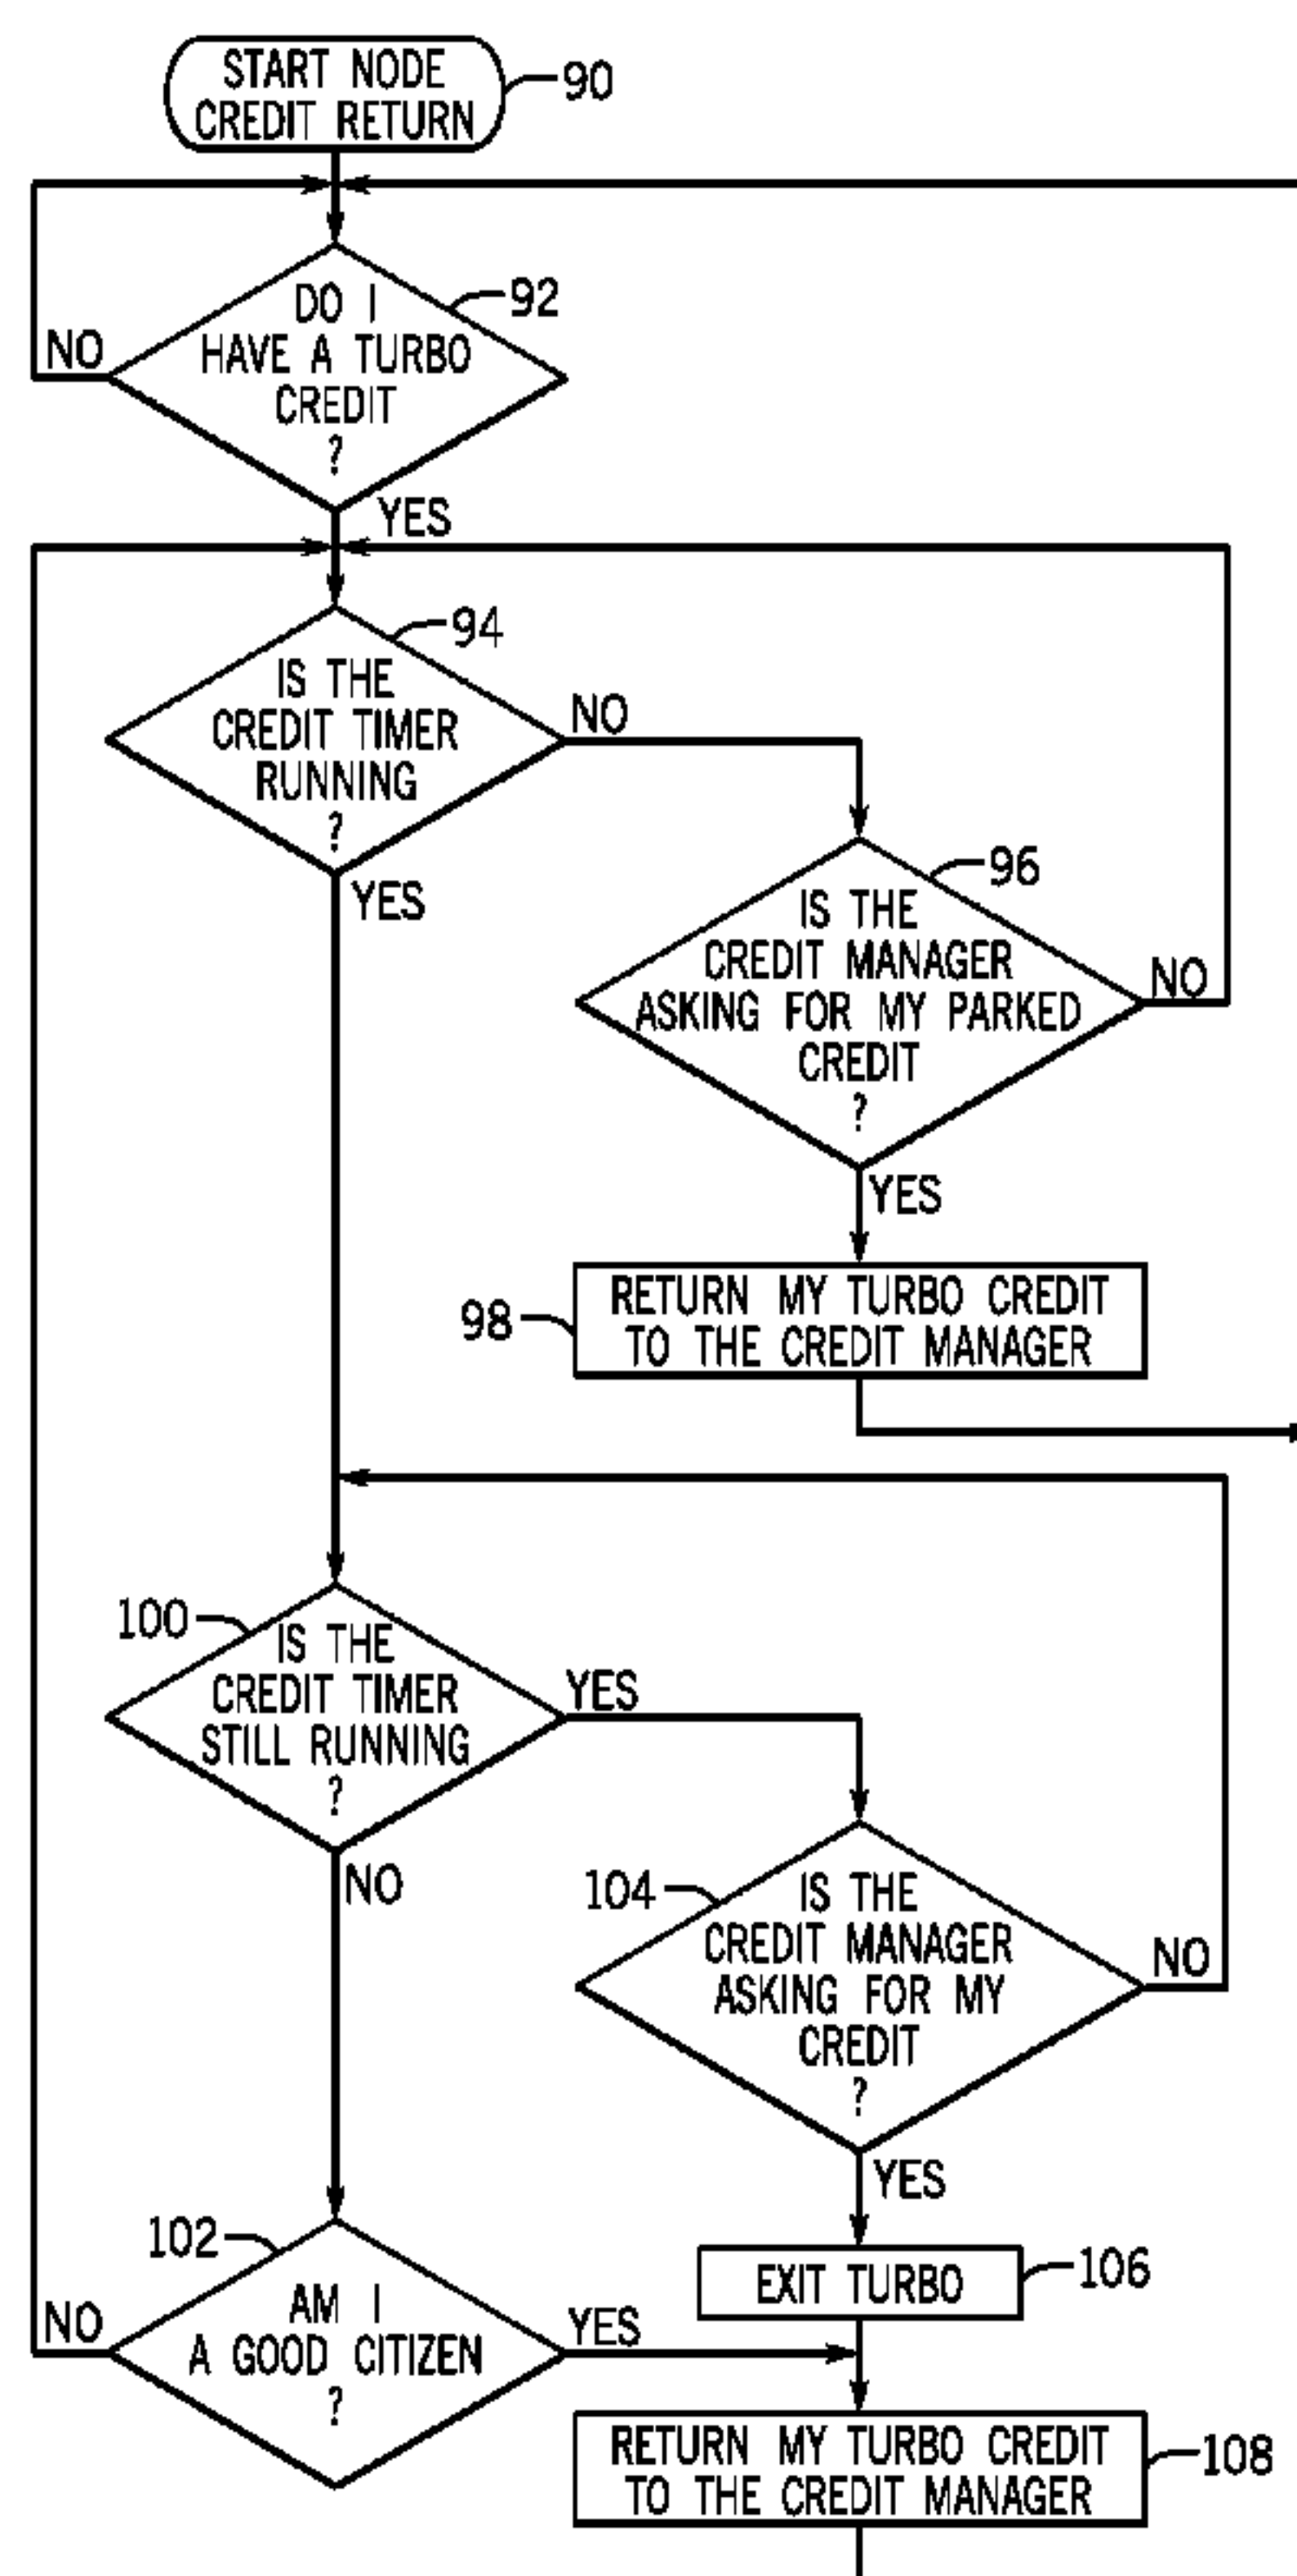 START NODE
CREDIT RETURN
90
DO I
HAVE A TURBO
CREDIT
?
92
NO
YES
IS THE
CREDIT TIMER
RUNNING
?
94
NO
YES
IS THE
CREDIT MANAGER
ASKING FOR MY PARKED
CREDIT
?
96
NO
YES
RETURN MY TURBO CREDIT
TO THE CREDIT MANAGER
98
100
IS THE
CREDIT TIMER
STILL RUNNING
?
YES
NO
104
IS THE
CREDIT MANAGER
ASKING FOR MY
CREDIT
?
NO
YES
102
AM I
A GOOD CITIZEN
?
NO
YES
EXIT TURBO
106
RETURN MY TURBO CREDIT
TO THE CREDIT MANAGER
108